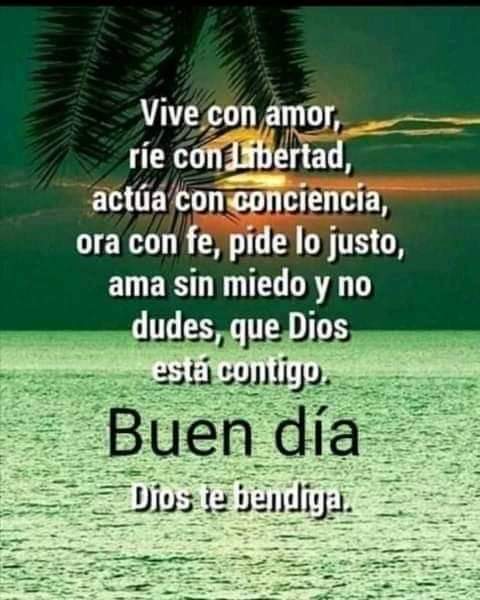 Vive con amor,
ríe con Libertad,
actúa con conciencia,
ora con fe, pide lo justo,
ama sin miedo y no
dudes, que Dios
está contigo.
Buen día
Dios te bendiga.